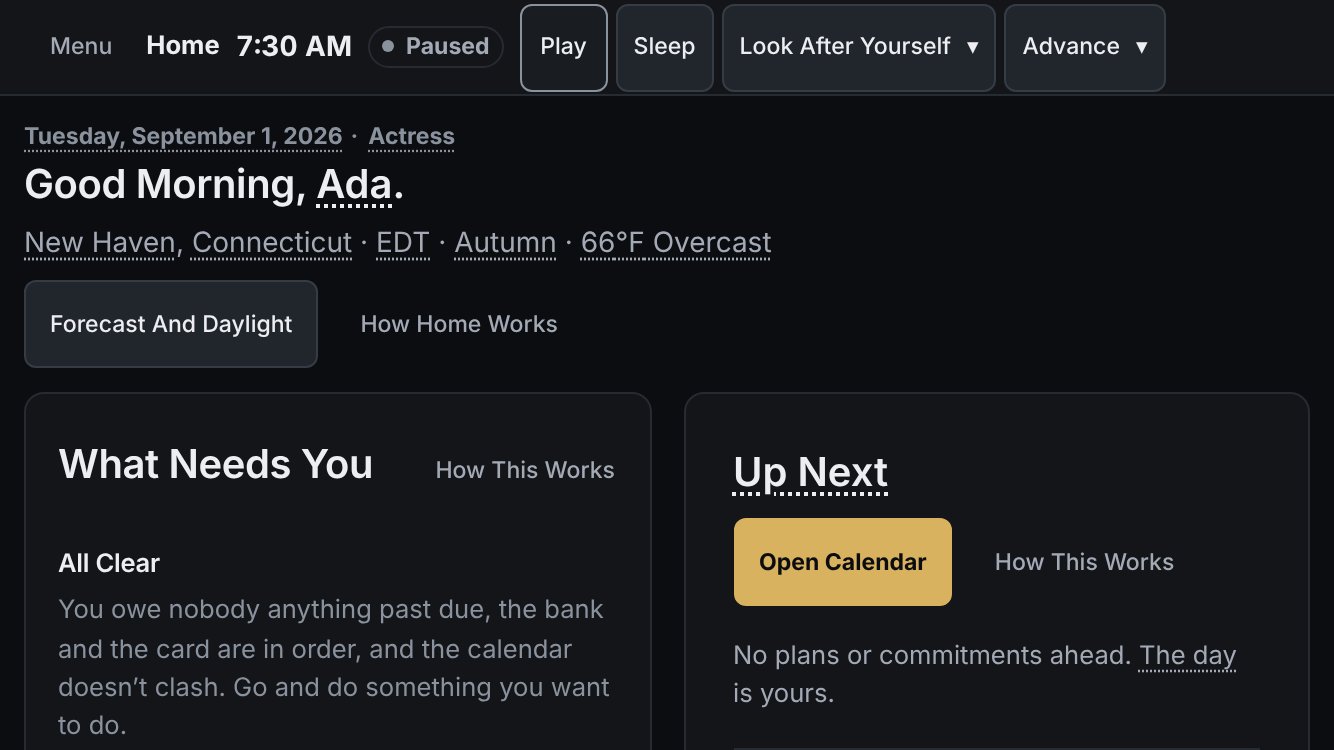 Menu Home 7:30 AM Paused Play Sleep Look After Yourself ▼ Advance ▼
Tuesday, September 1, 2026 · Actress
Good Morning, Ada.
New Haven, Connecticut · EDT · Autumn · 66°F Overcast
Forecast And Daylight How Home Works
What Needs You How This Works
All Clear
You owe nobody anything past due, the bank
and the card are in order, and the calendar
doesn’t clash. Go and do something you want
to do.
Up Next
Open Calendar How This Works
No plans or commitments ahead. The day
is yours.